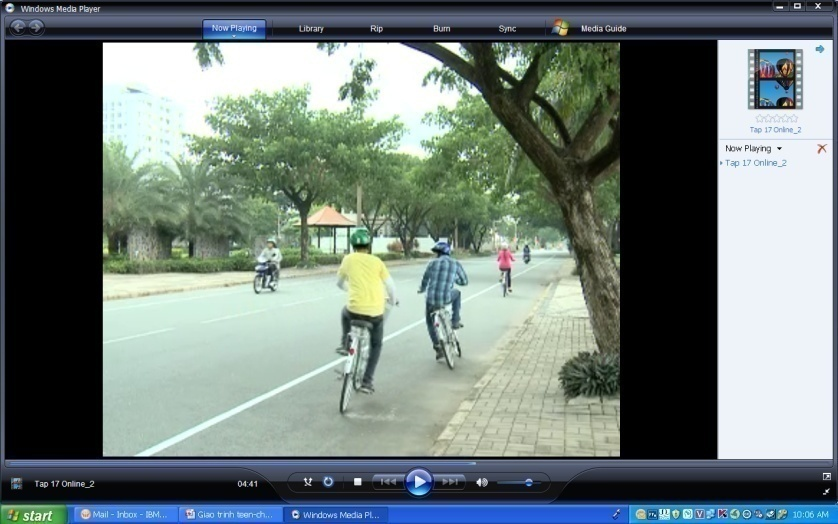 Windows Media Player
Now Playing Library Rip Burn Sync Media Guide
Tap 17 Online_2
Now Playing
Tap 17 Online_2
Tap 17 Online_2 04:41
start Mail - Inbox - IBM... Giao trinh teen-ch... Windows Media Pl... 10:06 AM